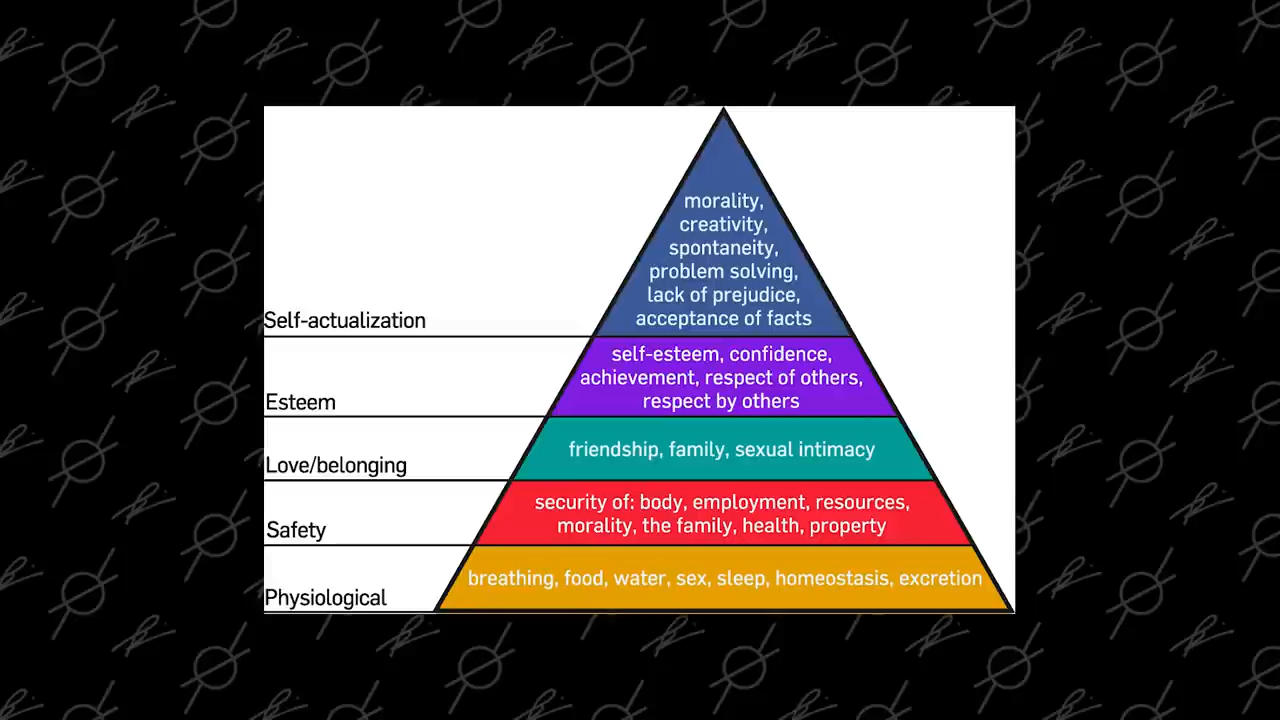 morality,
creativity,
spontaneity,
problem solving,
lack of prejudice,
acceptance of facts
Self-actualization
self-esteem, confidence,
achievement, respect of others,
respect by others
Esteem
friendship, family, sexual intimacy
Love/belonging
security of: body, employment, resources,
morality, the family, health, property
Safety
breathing, food, water, sex, sleep, homeostasis, excretion
Physiological